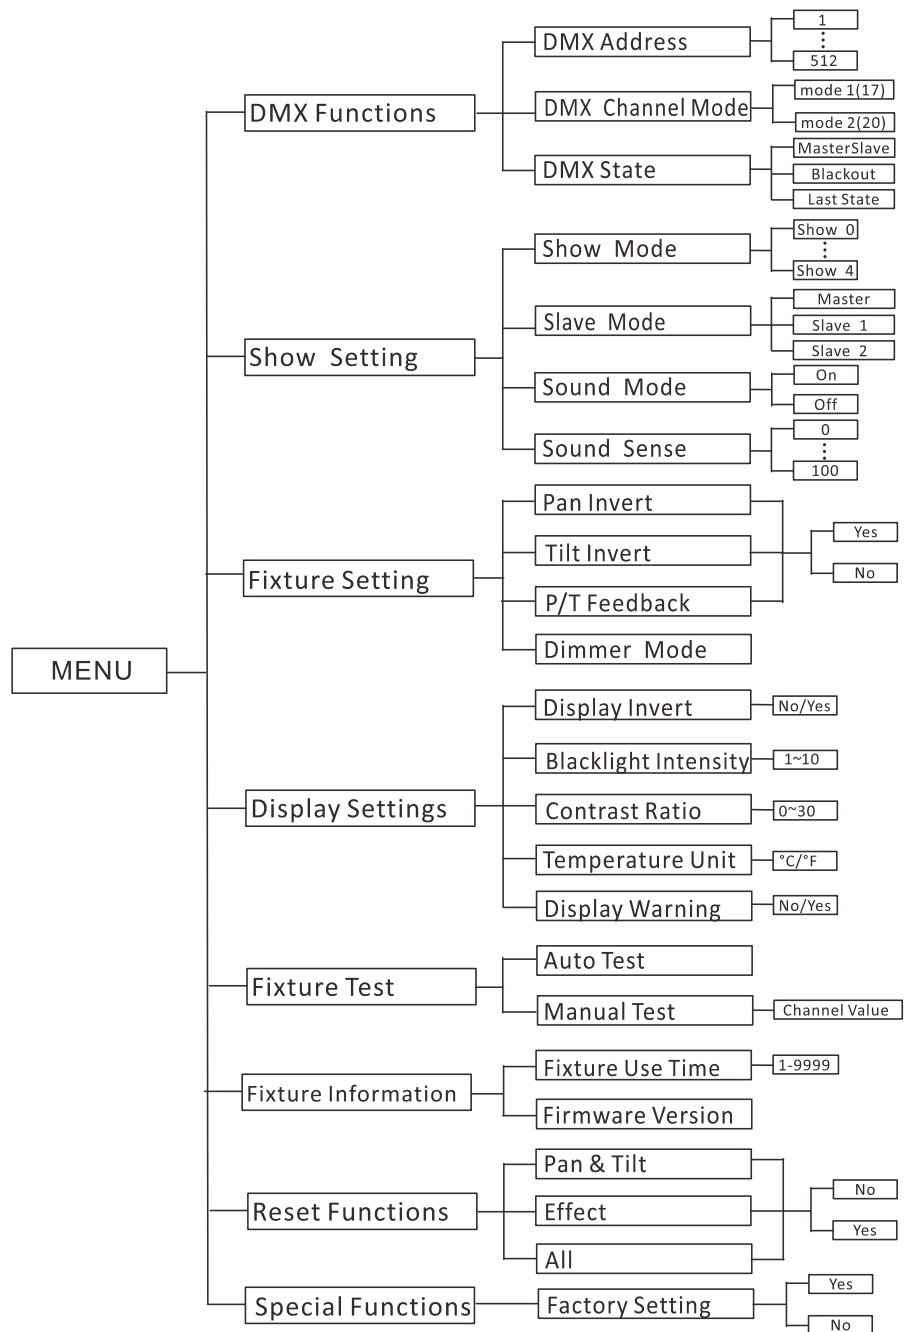 MENU
DMX Functions
DMX Address
1
512
DMX Channel Mode
mode 1(17)
mode 2(20)
DMX State
MasterSlave
Blackout
Last State
Show Setting
Show Mode
Show 0
Show 4
Slave Mode
Master
Slave 1
Slave 2
Sound Mode
On
Off
Sound Sense
0
100
Fixture Setting
Pan Invert
Tilt Invert
P/T Feedback
Yes
No
Dimmer Mode
Display Settings
Display Invert
No/Yes
Blacklight Intensity
1~10
Contrast Ratio
0~30
Temperature Unit
°C/°F
Display Warning
No/Yes
Fixture Test
Auto Test
Manual Test
Channel Value
Fixture Information
Fixture Use Time
1-9999
Firmware Version
Reset Functions
Pan & Tilt
Effect
All
No
Yes
Special Functions
Factory Setting
Yes
No